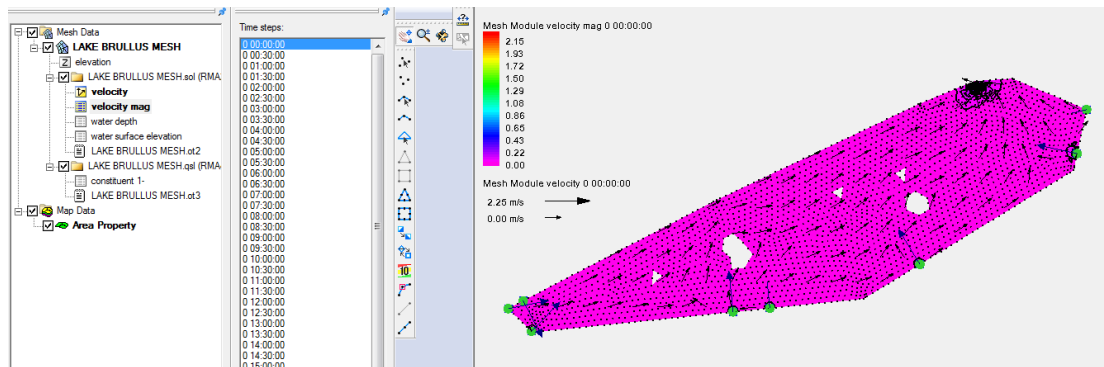 Mesh Data
LAKE BRULLUS MESH
Z elevation
LAKE BRULLUS MESH.sol (RMA
velocity
velocity mag
water depth
water surface elevation
LAKE BRULLUS MESH.ot2
LAKE BRULLUS MESH.qsl (RMA
constituent 1-
LAKE BRULLUS MESH.ot3
Map Data
Area Property
Time steps:
0 00:00:00
0 00:30:00
0 01:00:00
0 01:30:00
0 02:00:00
0 02:30:00
0 03:00:00
0 03:30:00
0 04:00:00
0 04:30:00
0 05:00:00
0 05:30:00
0 06:00:00
0 06:30:00
0 07:00:00
0 07:30:00
0 08:00:00
0 08:30:00
0 09:00:00
0 09:30:00
0 10:00:00
0 10:30:00
0 11:00:00
0 11:30:00
0 12:00:00
0 12:30:00
0 13:00:00
0 13:30:00
0 14:00:00
0 14:30:00
0 15:00:00
10
Mesh Module velocity mag 0 00:00:00
2.15
1.93
1.72
1.50
1.29
1.08
0.86
0.65
0.43
0.22
0.00
Mesh Module velocity 0 00:00:00
2.25 m/s
0.00 m/s